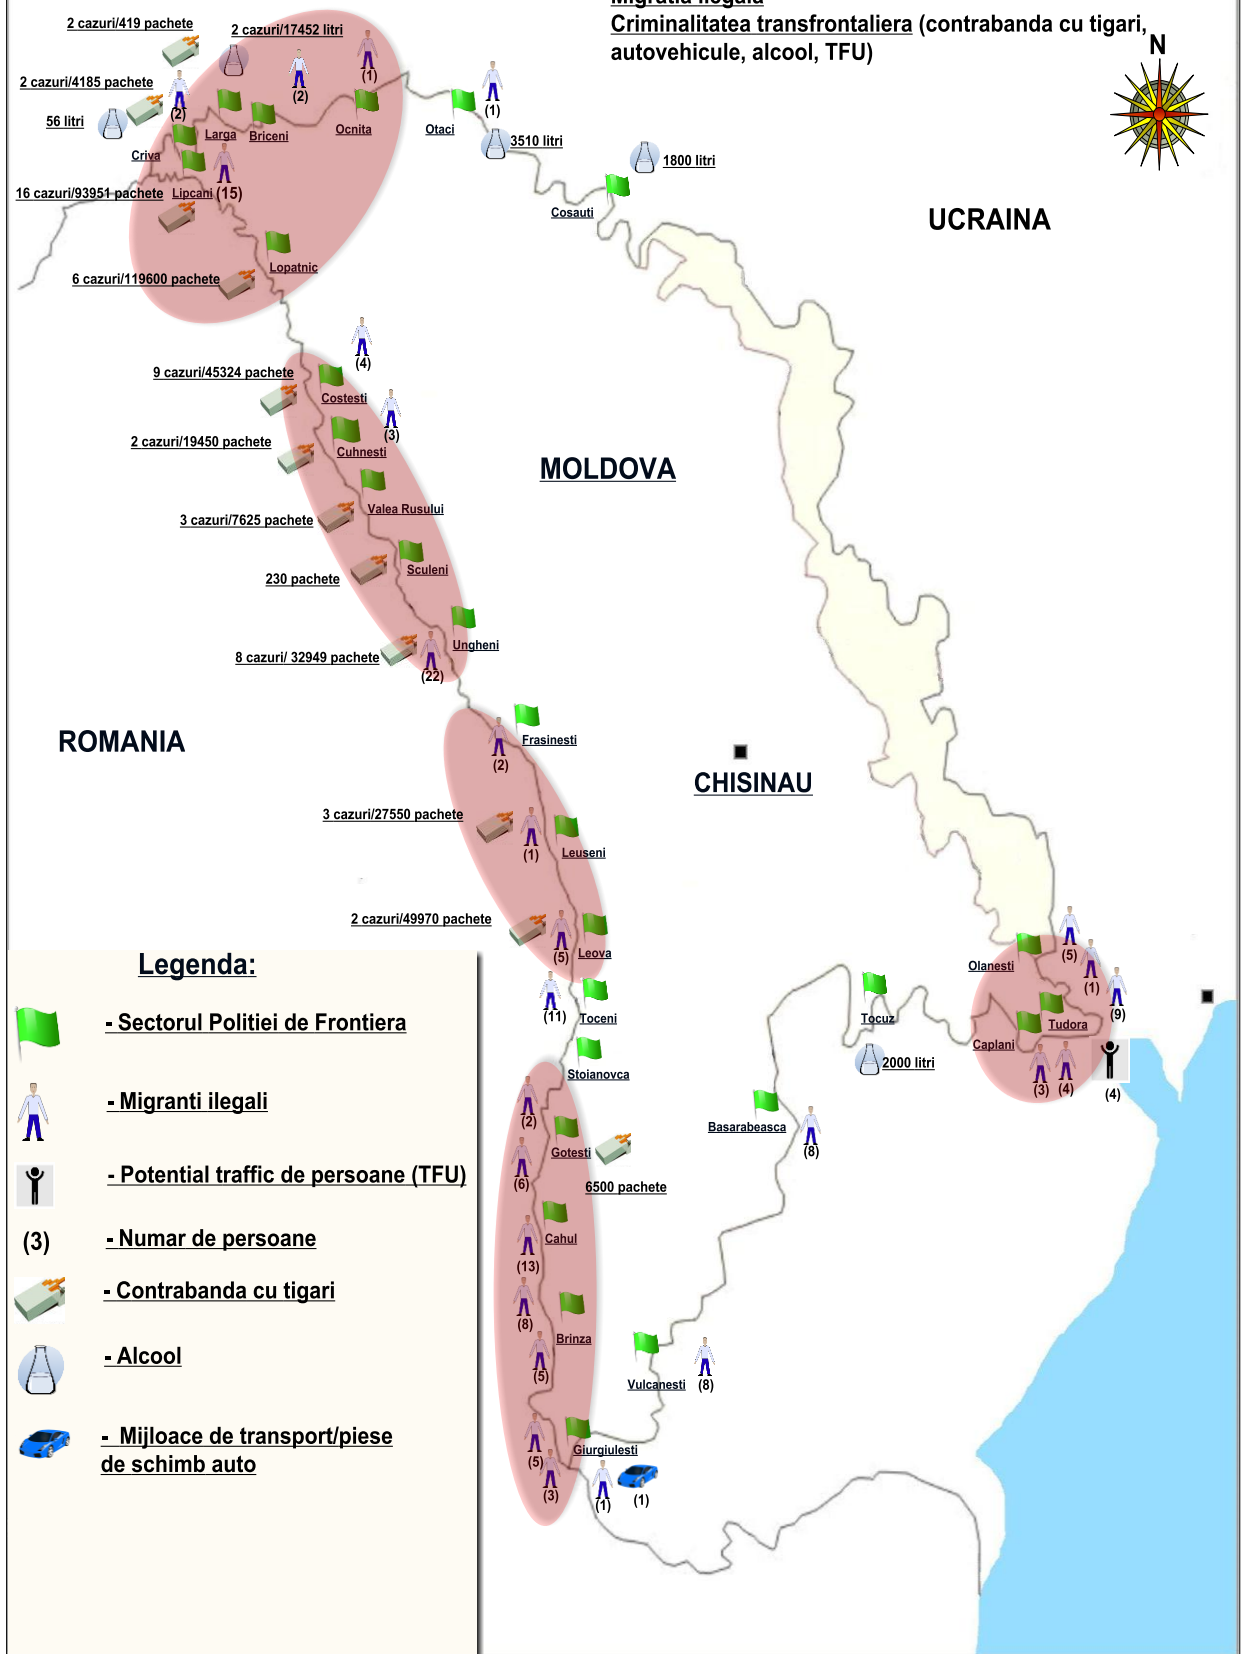 Migratia ilegala
Criminalitatea transfrontaliera (contrabanda cu tigari,
autovehicule, alcool, TFU)
N
2 cazuri/419 pachete
2 cazuri/17452 litri
(1)
2 cazuri/4185 pachete
(2)
(2)
(1)
56 litri
Larga
Briceni
Ocnita
Otaci
3510 litri
Criva
1800 litri
16 cazuri/93951 pachete
Lipcani
(15)
Cosauti
UCRAINA
Lopatnic
6 cazuri/119600 pachete
(4)
9 cazuri/45324 pachete
Costesti
(3)
2 cazuri/19450 pachete
Cuhnesti
MOLDOVA
Valea Rusului
3 cazuri/7625 pachete
Sculeni
230 pachete
Ungheni
8 cazuri/ 32949 pachete
(22)
ROMANIA
Frasinesti
(2)
CHISINAU
3 cazuri/27550 pachete
(1)
Leuseni
2 cazuri/49970 pachete
(5)
Leova
(5)
Olanesti
(1)
(11)
Toceni
Tocuz
(9)
Tudora
Caplani
2000 litri
Stoianovca
(3)
(4)
(4)
(2)
Basarabeasca
(8)
Gotesti
(6)
6500 pachete
Cahul
(13)
(8)
Brinza
(5)
Vulcanesti
(8)
Giurgiulesti
(5)
(3)
(1)
(1)
Legenda:
- Sectorul Politiei de Frontiera
- Migranti ilegali
- Potential traffic de persoane (TFU)
(3)
- Numar de persoane
- Contrabanda cu tigari
- Alcool
- Mijloace de transport/piese
de schimb auto